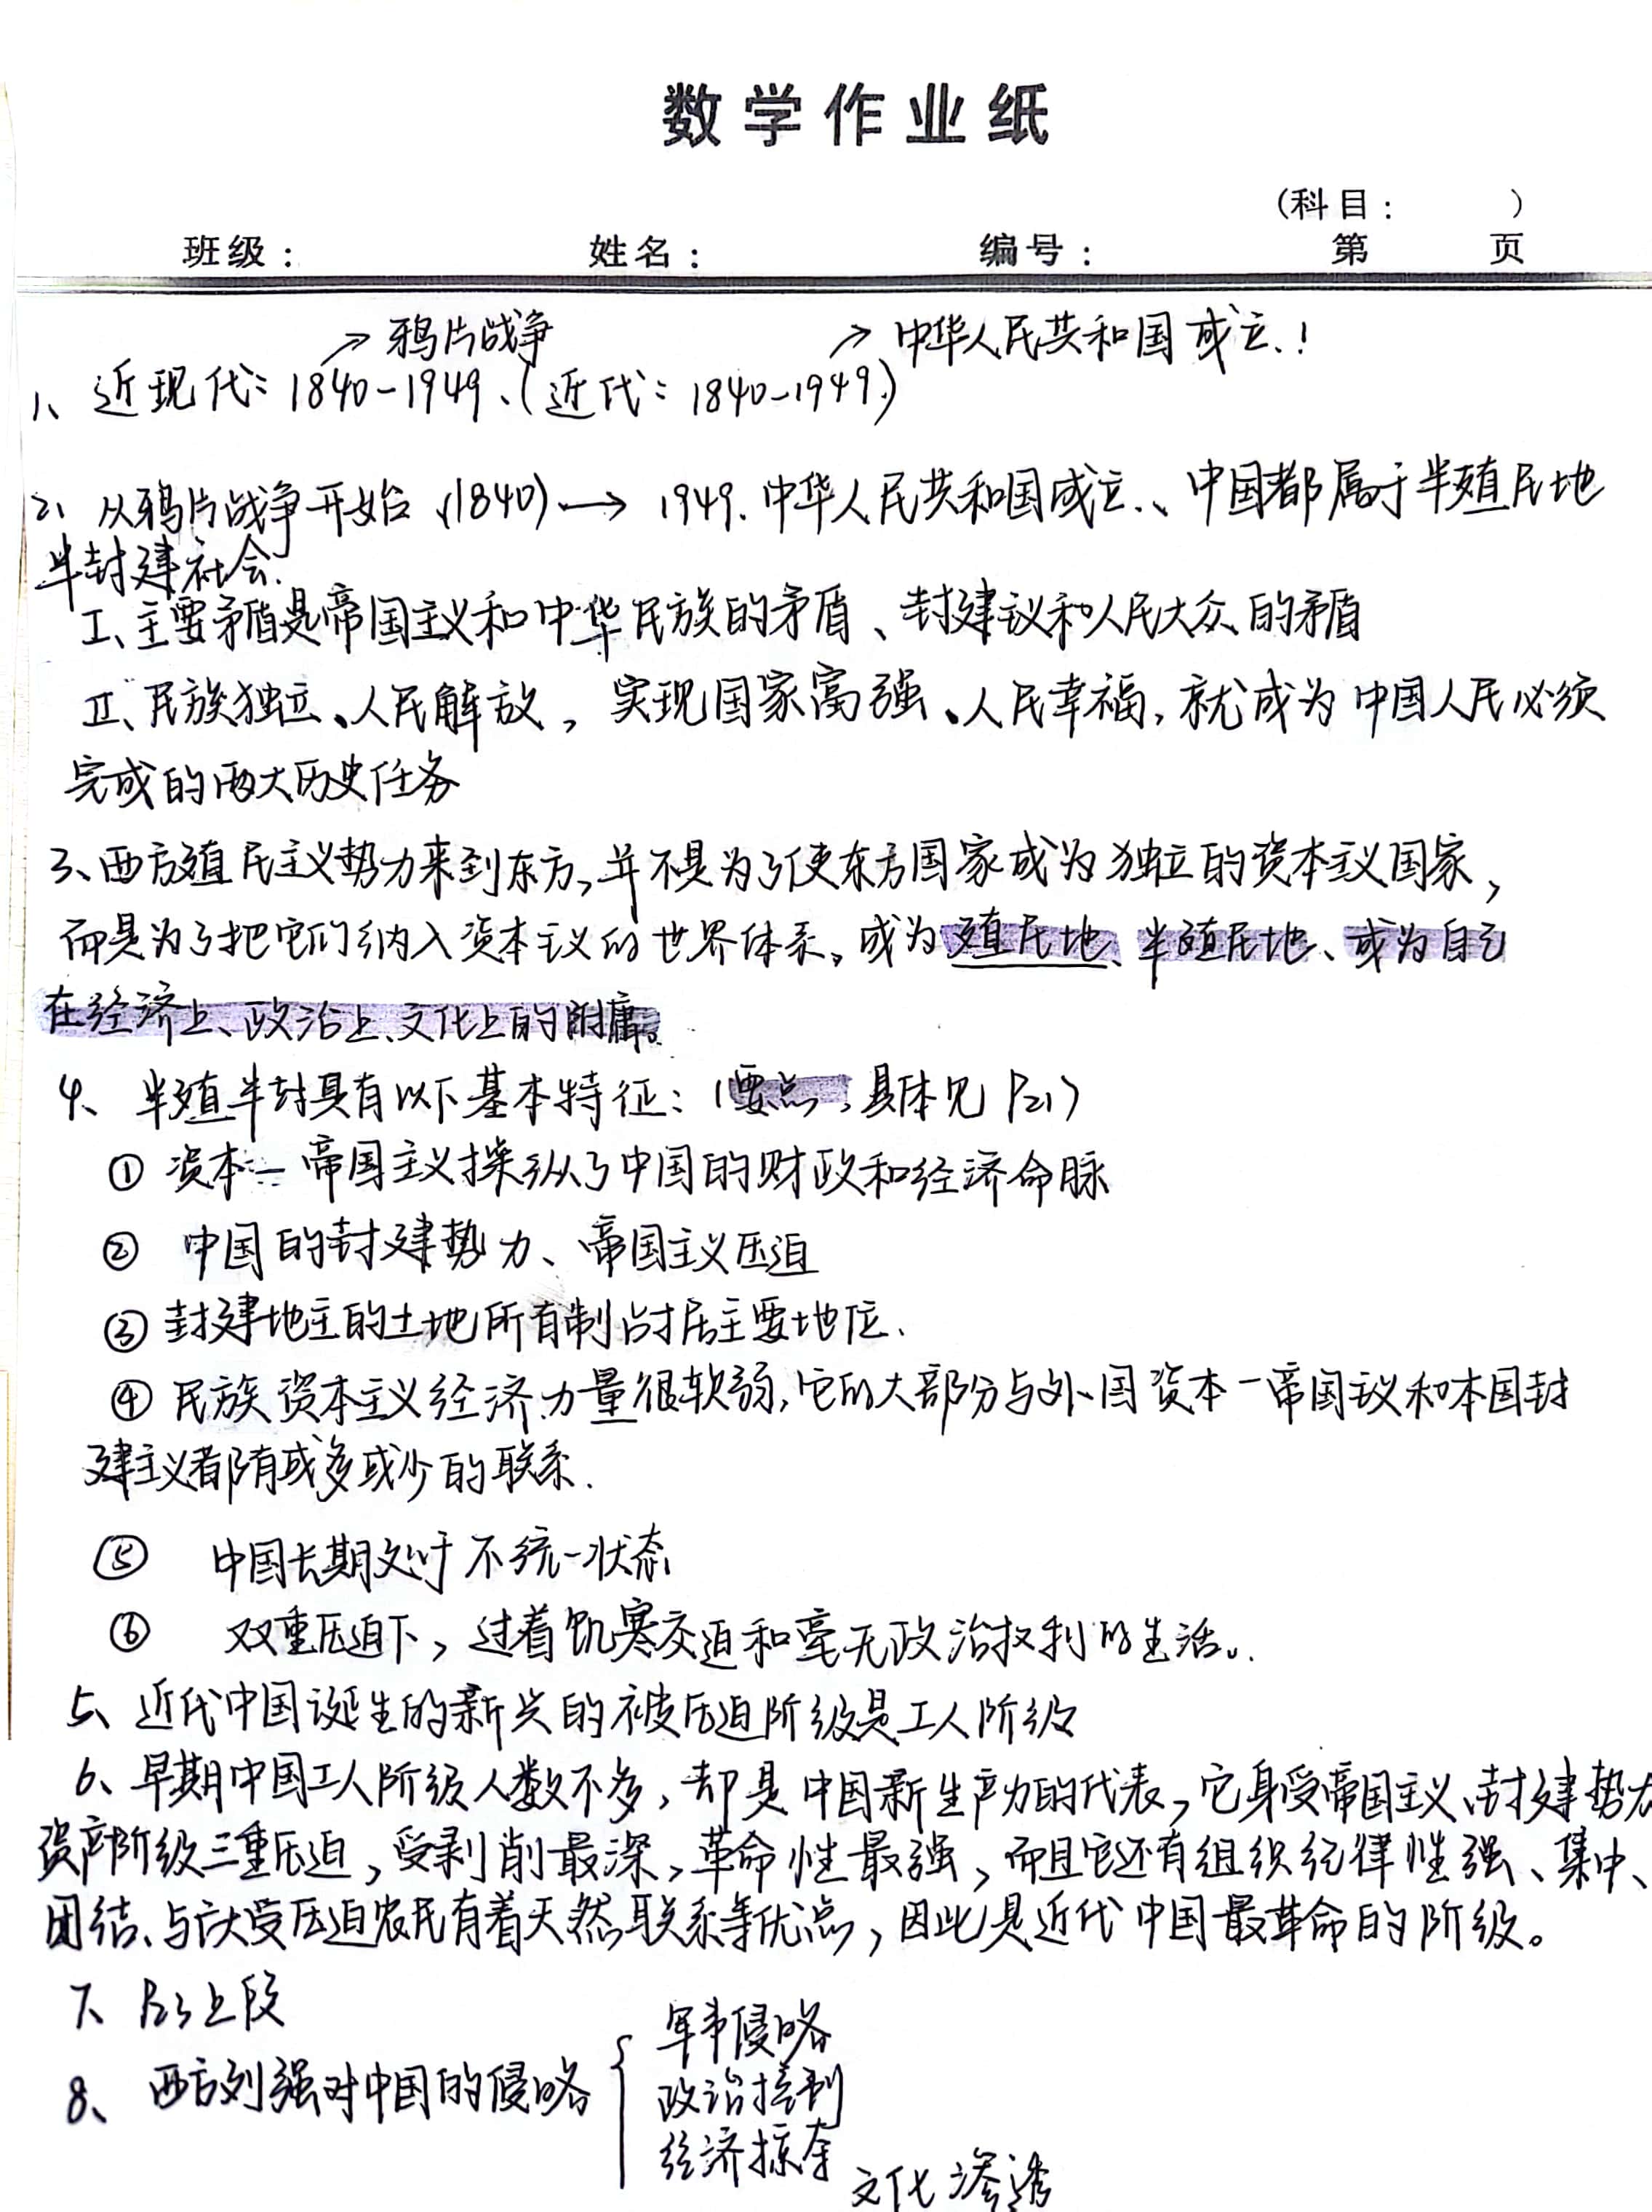 数学作业纸
(科目: )
班级: 姓名: 编号: 第 页
→ 鸦片战争 → 中华人民共和国成立.!
1、近现代: 1840-1949、(近代: 1840-1949.)
2、从鸦片战争开始 (1840) → 1949. 中华人民共和国成立、中国都属于半殖民地
半封建社会.
I、主要矛盾是帝国主义和中华民族的矛盾、封建主义和人民大众的矛盾
II、民族独立、人民解放, 实现国家富强、人民幸福, 就成为中国人民必须
完成的两大历史任务
3、西方殖民主义势力来到东方, 并不是为了使东方国家成为独立的资本主义国家,
而是为了把它们纳入资本主义的世界体系, 成为殖民地、半殖民地、或为自己
在经济上、政治上、文化上的附庸。
4、半殖半封具有以下基本特征: (要点, 具体见 P21)
① 资本-帝国主义操纵了中国的财政和经济命脉
② 中国的封建势力、帝国主义压迫
③ 封建地主的土地所有制占据主要地位.
④ 民族资本主义经济力量很软弱, 它的大部分与外国资本-帝国主义和本国封
建主义都有或多或少的联系.
⑤ 中国长期处于不统一状态
⑥ 双重压迫下, 过着饥寒交迫和毫无政治权利的生活..
5、近代中国诞生的新兴的被压迫阶级是工人阶级
6、早期中国工人阶级人数不多, 却是中国新生产力的代表, 它身受帝国主义、封建势力
资产阶级三重压迫, 受剥削最深, 革命性最强, 而且它还有组织纪律性强、集中、
团结、与广大受压迫农民有着天然联系等优点, 因此是近代中国最革命的阶级。
7、P23上段
8、西方列强对中国的侵略 {
军事侵略
政治控制
经济掠夺
文化渗透